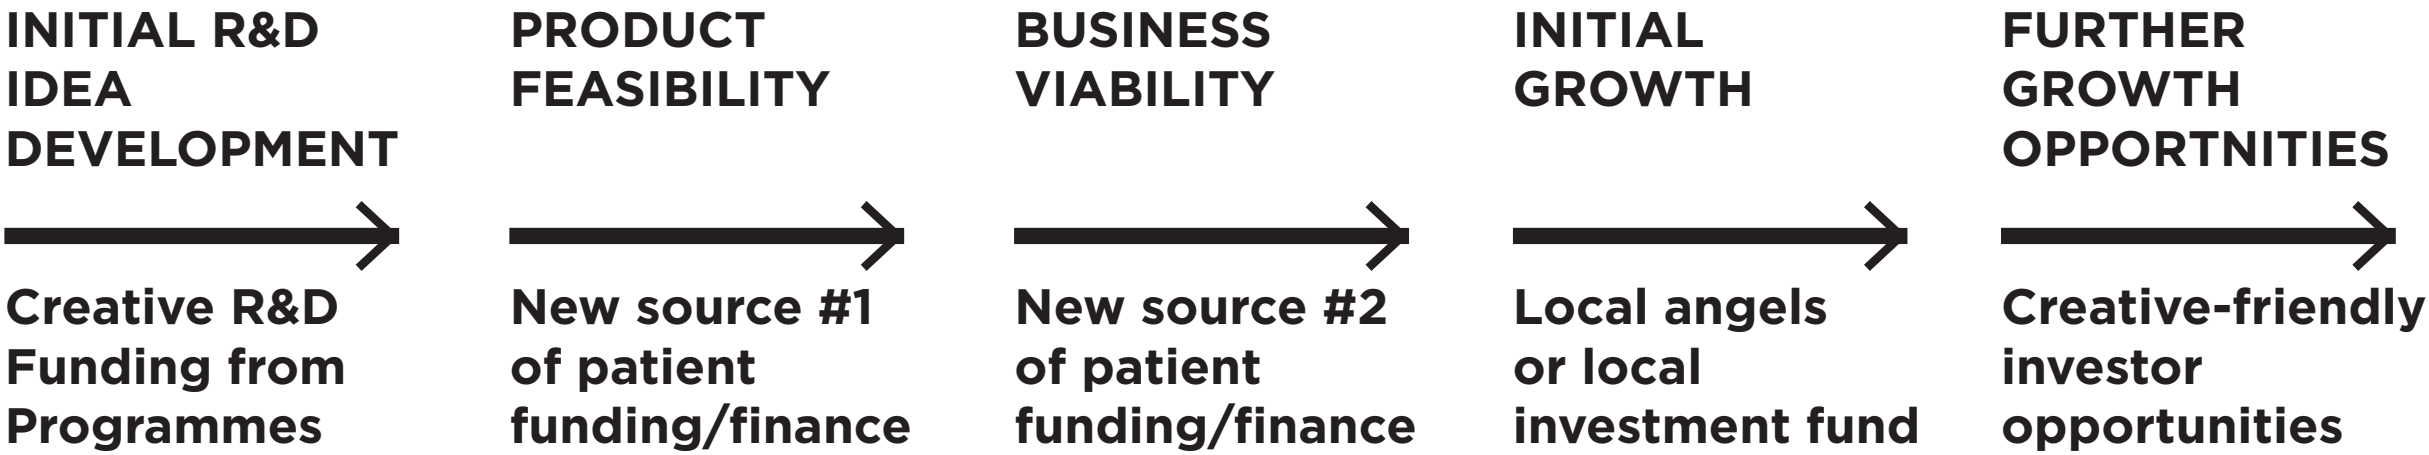 INITIAL R&D
IDEA
DEVELOPMENT
Creative R&D
Funding from
Programmes
PRODUCT
FEASIBILITY
New source #1
of patient
funding/finance
BUSINESS
VIABILITY
New source #2
of patient
funding/finance
INITIAL
GROWTH
Local angels
or local
investment fund
FURTHER
GROWTH
OPPORTNITIES
Creative-friendly
investor
opportunities